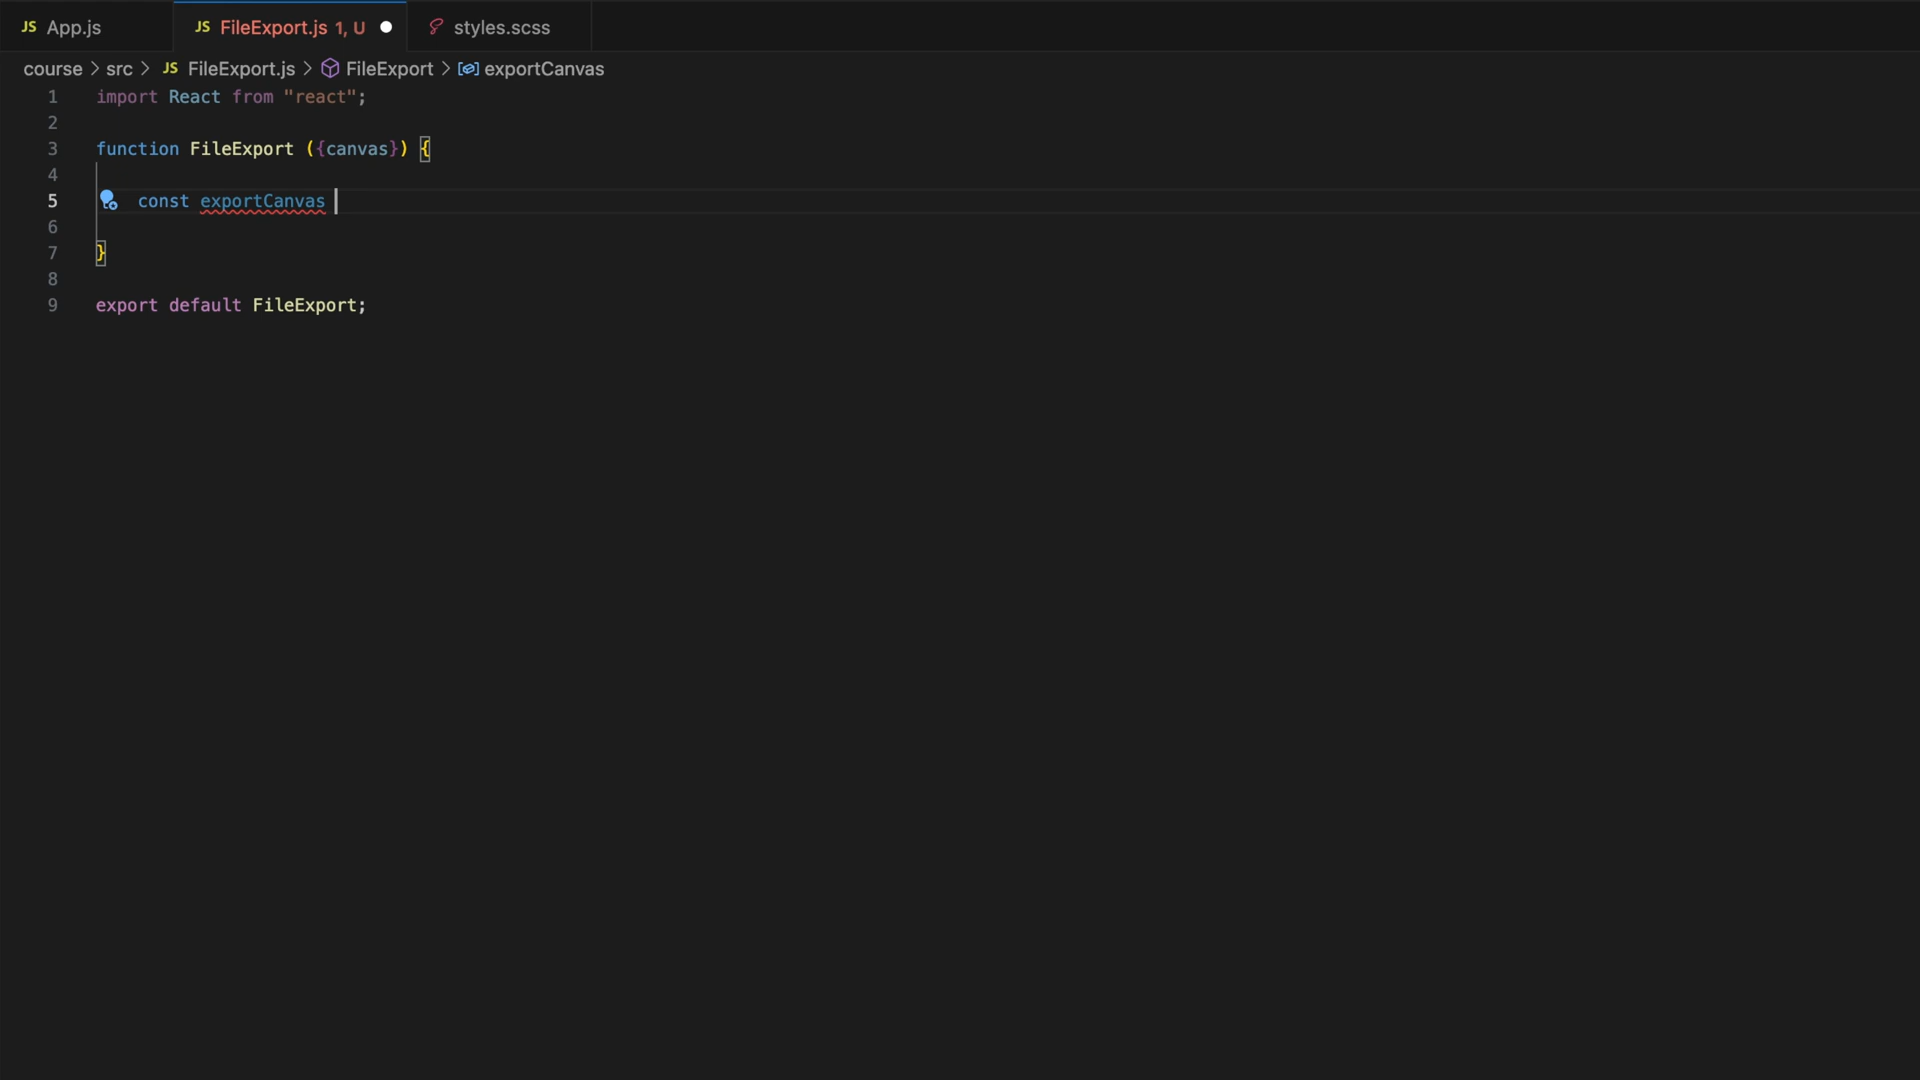 JS App.js JS FileExport.js 1, U styles.scss
course > src > JS FileExport.js > FileExport > exportCanvas
1 import React from "react";
2
3 function FileExport ({canvas}) {
4
5 const exportCanvas
6
7 }
8
9 export default FileExport;